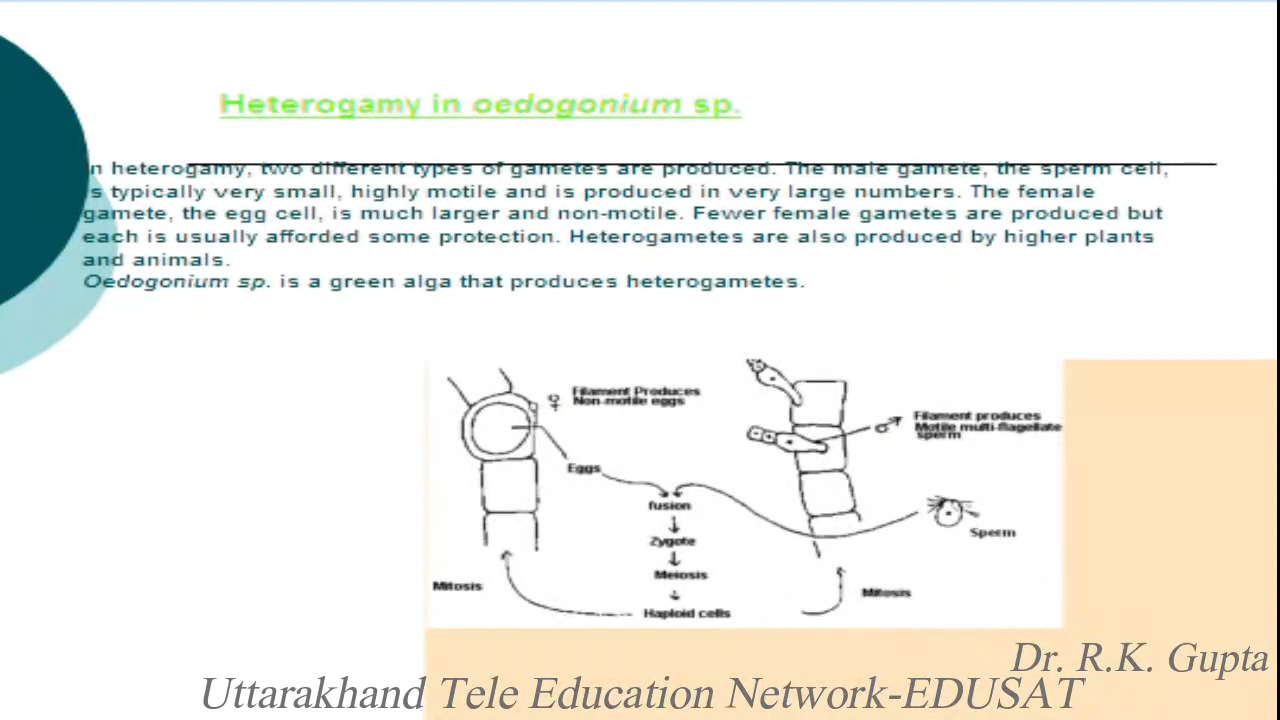 Heterogamy in oedogonium sp.
In heterogamy, two different types of gametes are produced. The male gamete, the sperm cell,
is typically very small, highly motile and is produced in very large numbers. The female
gamete, the egg cell, is much larger and non-motile. Fewer female gametes are produced but
each is usually afforded some protection. Heterogametes are also produced by higher plants
and animals.
Oedogonium sp. is a green alga that produces heterogametes.
♀ Filament Produces
Non-motile eggs
Eggs
♂ Filament produces
Motile multi-flagellate
sperm
fusion
Sperm
Zygote
Meiosis
Mitosis
Mitosis
Haploid cells
Dr. R.K. Gupta
Uttarakhand Tele Education Network-EDUSAT